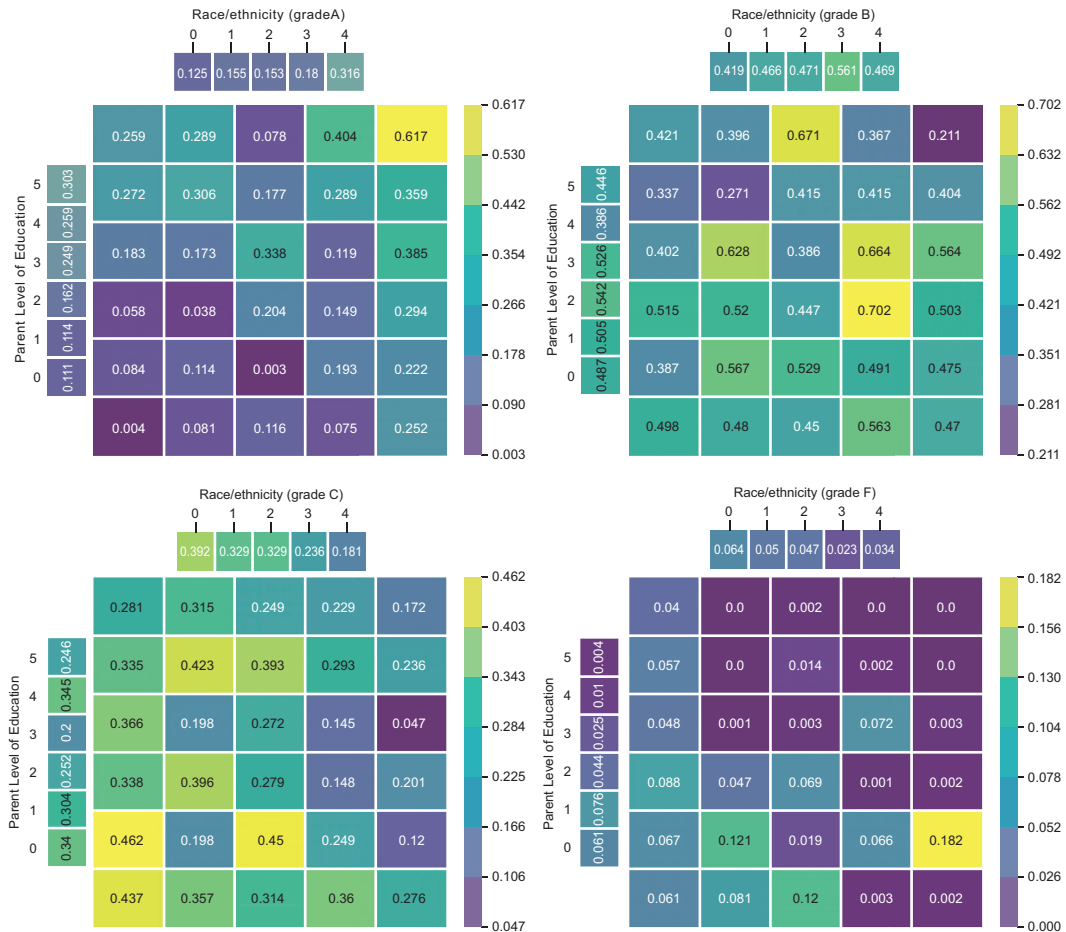 Race/ethnicity (gradeA)
0 1 2 3 4
0.125 0.155 0.153 0.18 0.316
Parent Level of Education
5 4 3 2 1 0
0.303 0.259 0.249 0.162 0.114 0.111
0.259 0.289 0.078 0.404 0.617
0.272 0.306 0.177 0.289 0.359
0.183 0.173 0.338 0.119 0.385
0.058 0.038 0.204 0.149 0.294
0.084 0.114 0.003 0.193 0.222
0.004 0.081 0.116 0.075 0.252
0.617
0.530
0.442
0.354
0.266
0.178
0.090
0.003
Race/ethnicity (grade B)
0 1 2 3 4
0.419 0.466 0.471 0.561 0.469
Parent Level of Education
5 4 3 2 1 0
0.446 0.386 0.526 0.542 0.505 0.487
0.421 0.396 0.671 0.367 0.211
0.337 0.271 0.415 0.415 0.404
0.402 0.628 0.386 0.664 0.564
0.515 0.52 0.447 0.702 0.503
0.387 0.567 0.529 0.491 0.475
0.498 0.48 0.45 0.563 0.47
0.702
0.632
0.562
0.492
0.421
0.351
0.281
0.211
Race/ethnicity (grade C)
0 1 2 3 4
0.392 0.329 0.329 0.236 0.181
Parent Level of Education
5 4 3 2 1 0
0.246 0.345 0.2 0.252 0.304 0.34
0.281 0.315 0.249 0.229 0.172
0.335 0.423 0.393 0.293 0.236
0.366 0.198 0.272 0.145 0.047
0.338 0.396 0.279 0.148 0.201
0.462 0.198 0.45 0.249 0.12
0.437 0.357 0.314 0.36 0.276
0.462
0.403
0.343
0.284
0.225
0.166
0.106
0.047
Race/ethnicity (grade F)
0 1 2 3 4
0.064 0.05 0.047 0.023 0.034
Parent Level of Education
5 4 3 2 1 0
0.004 0.01 0.025 0.044 0.076 0.061
0.04 0.0 0.002 0.0 0.0
0.057 0.0 0.014 0.002 0.0
0.048 0.001 0.003 0.072 0.003
0.088 0.047 0.069 0.001 0.002
0.067 0.121 0.019 0.066 0.182
0.061 0.081 0.12 0.003 0.002
0.182
0.156
0.130
0.104
0.078
0.052
0.026
0.000